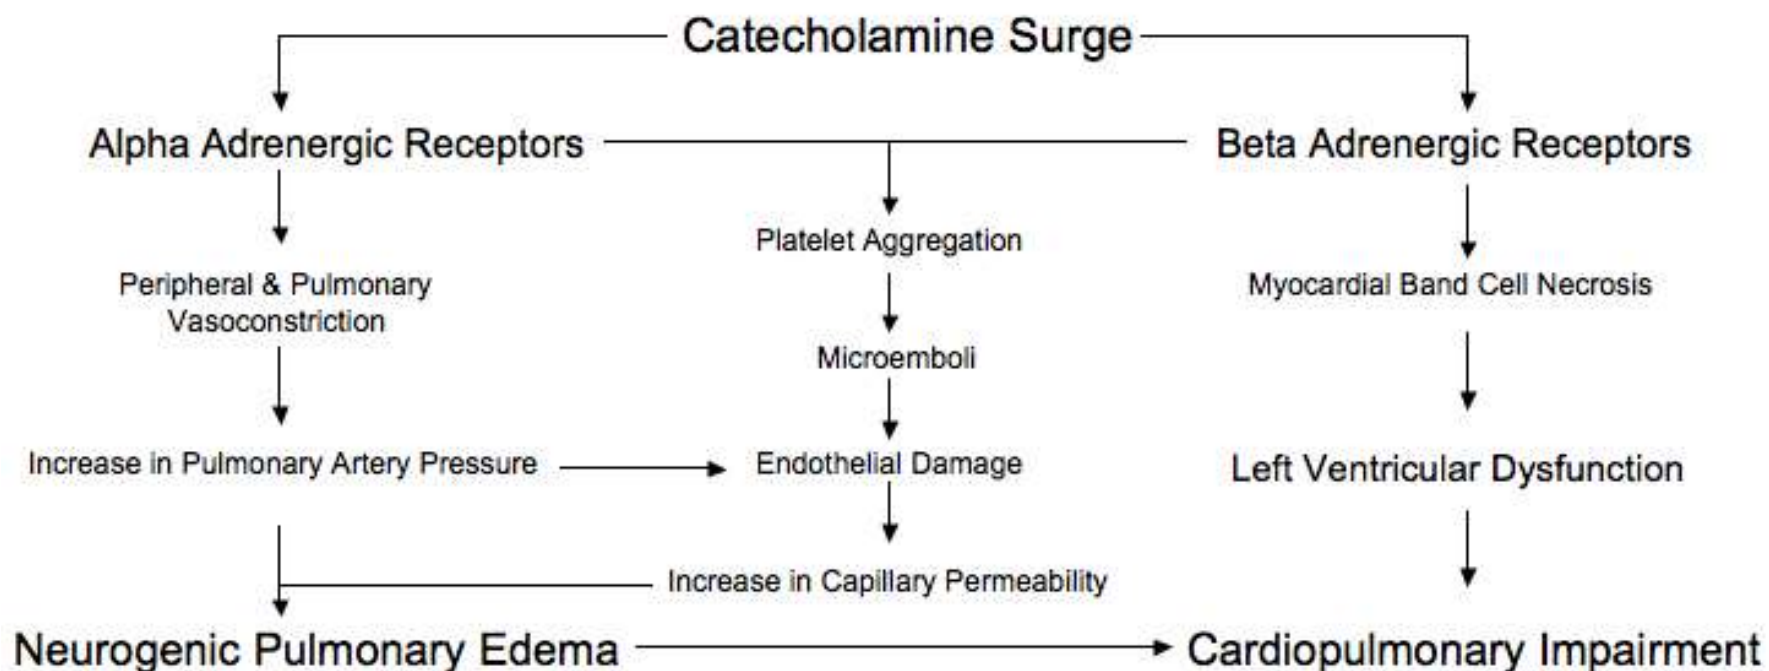 Catecholamine Surge
Alpha Adrenergic Receptors
Beta Adrenergic Receptors
Platelet Aggregation
Peripheral & Pulmonary
Vasoconstriction
Myocardial Band Cell Necrosis
Microemboli
Increase in Pulmonary Artery Pressure
Endothelial Damage
Left Ventricular Dysfunction
Increase in Capillary Permeability
Neurogenic Pulmonary Edema
Cardiopulmonary Impairment